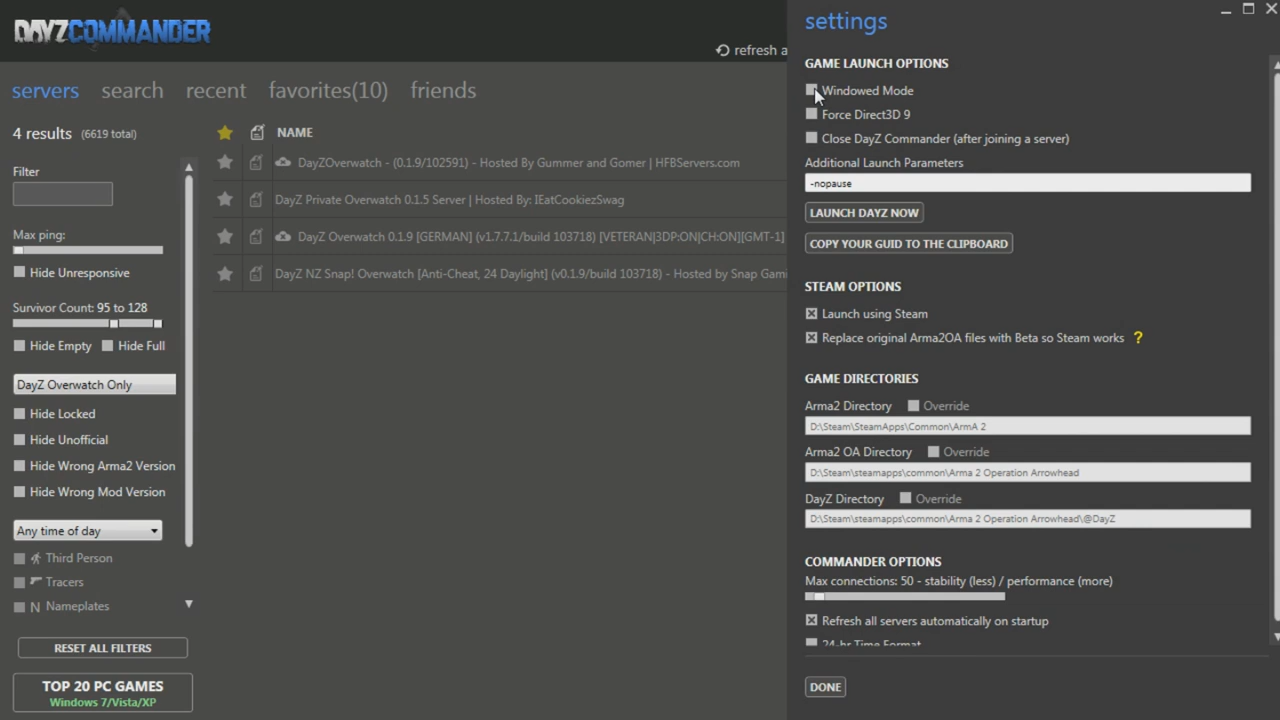 DAYZCOMMANDER
refresh a
servers
search
recent
favorites(10)
friends
4 results (6619 total)
Filter
Max ping:
Hide Unresponsive
Survivor Count: 95 to 128
Hide Empty
Hide Full
DayZ Overwatch Only
Hide Locked
Hide Unofficial
Hide Wrong Arma2 Version
Hide Wrong Mod Version
Any time of day
Third Person
Tracers
N Nameplates
RESET ALL FILTERS
TOP 20 PC GAMES
Windows 7/Vista/XP
NAME
DayZOverwatch - (0.1.9/102591) - Hosted By Gummer and Gomer | HFBServers.com
DayZ Private Overwatch 0.1.5 Server | Hosted By: IEatCookiezSwag
DayZ Overwatch 0.1.9 [GERMAN] (v1.7.7.1/build 103718) [VETERAN|3DP:ON|CH:ON][GMT-1]
DayZ NZ Snap! Overwatch [Anti-Cheat, 24 Daylight] (v0.1.9/build 103718) - Hosted by Snap Gami
settings
GAME LAUNCH OPTIONS
Windowed Mode
Force Direct3D 9
Close DayZ Commander (after joining a server)
Additional Launch Parameters
-nopause
LAUNCH DAYZ NOW
COPY YOUR GUID TO THE CLIPBOARD
STEAM OPTIONS
Launch using Steam
Replace original Arma2OA files with Beta so Steam works ?
GAME DIRECTORIES
Arma2 Directory Override
D:\Steam\SteamApps\Common\ArmA 2
Arma2 OA Directory Override
D:\Steam\steamapps\common\Arma 2 Operation Arrowhead
DayZ Directory Override
D:\Steam\steamapps\common\Arma 2 Operation Arrowhead\@DayZ
COMMANDER OPTIONS
Max connections: 50 - stability (less) / performance (more)
Refresh all servers automatically on startup
24-hr Time Format
DONE